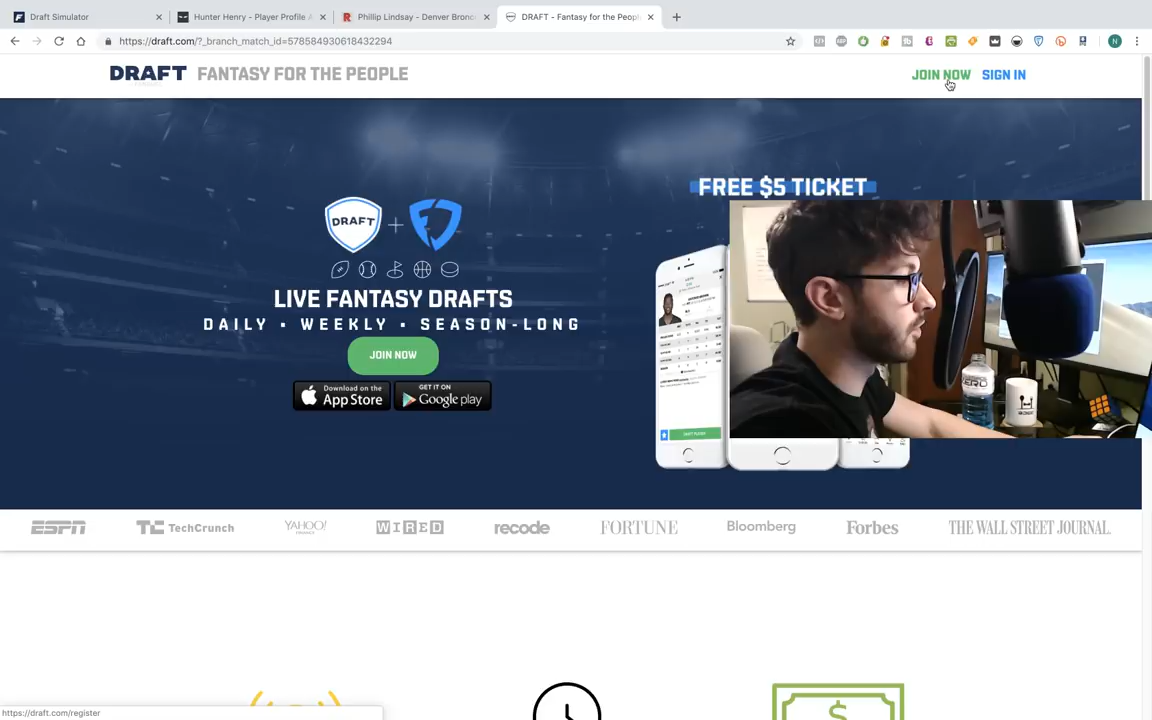 Draft Simulator
Hunter Henry - Player Profile A
Phillip Lindsay - Denver Bronc
DRAFT - Fantasy for the Peopl
https://draft.com/?_branch_match_id=578584930618432294
N
DRAFT FANTASY FOR THE PEOPLE
JOIN NOW SIGN IN
FREE $5 TICKET
DRAFT
LIVE FANTASY DRAFTS
DAILY • WEEKLY • SEASON-LONG
JOIN NOW
Download on the
App Store
GET IT ON
Google play
ZERO
ESPN TC TechCrunch YAHOO! WIRED recode FORTUNE Bloomberg Forbes THE WALL STREET JOURNAL.
$
https://draft.com/register